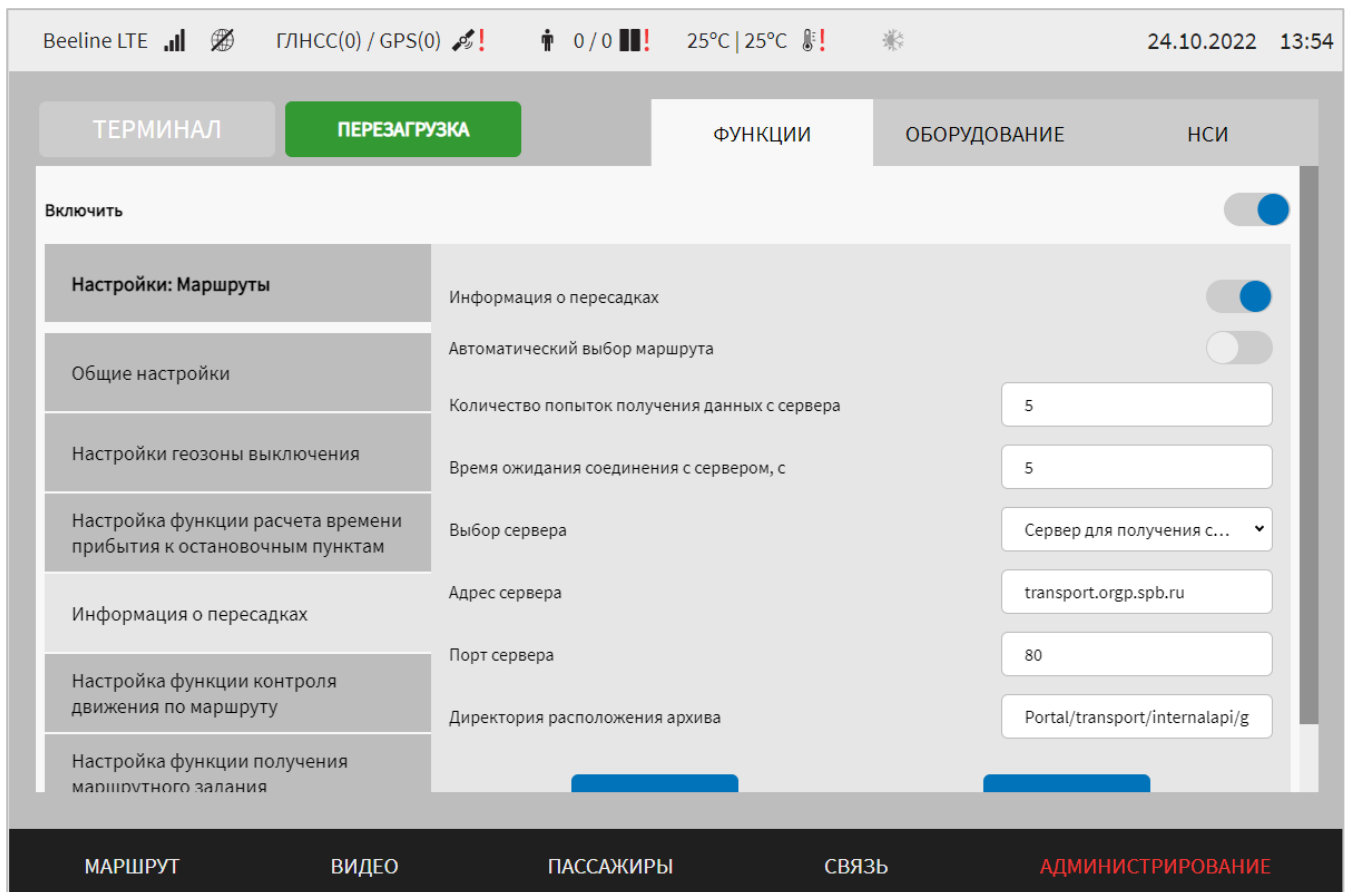 Beeline LTE ГЛНСС(0) / GPS(0) ! 0 / 0 ! 25°C | 25°C ! 24.10.2022 13:54
ТЕРМИНАЛ ПЕРЕЗАГРУЗКА ФУНКЦИИ ОБОРУДОВАНИЕ НСИ
Включить
Настройки: Маршруты
Общие настройки
Настройки геозоны выключения
Настройка функции расчета времени
прибытия к остановочным пунктам
Информация о пересадках
Настройка функции контроля
движения по маршруту
Настройка функции получения
маршрутного задания
Информация о пересадках
Автоматический выбор маршрута
Количество попыток получения данных с сервера 5
Время ожидания соединения с сервером, с 5
Выбор сервера Сервер для получения с...
Адрес сервера transport.orgp.spb.ru
Порт сервера 80
Директория расположения архива Portal/transport/internalapi/g
МАРШРУТ ВИДЕО ПАССАЖИРЫ СВЯЗЬ АДМИНИСТРИРОВАНИЕ